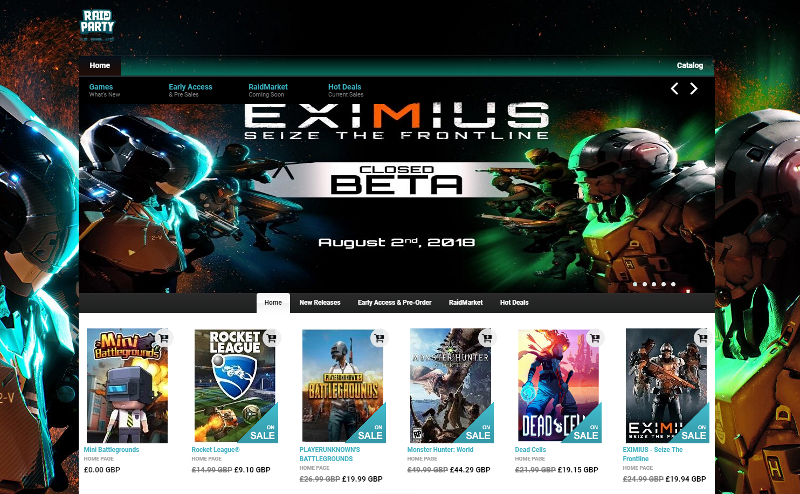 RAID
PARTY
Home
Catalog
Games
What's New
Early Access
& Pre Sales
RaidMarket
Coming Soon
Hot Deals
Current Sales
EXIMIUS
SEIZE THE FRONTLINE
CLOSED
BETA
August 2nd, 2018
Home
New Releases
Early Access & Pre-Order
RaidMarket
Hot Deals
Mini
Battlegrounds
ROCKET
LEAGUE
ON
SALE
PLAYERUNKNOWN'S
BATTLEGROUNDS
ON
SALE
MONSTER HUNTER
ON
SALE
DEAD CELLS
ON
SALE
EXIMIUS
SEIZE THE FRONTLINE
ON
SALE
Mini Battlegrounds
HOME PAGE
£0.00 GBP
Rocket League®
HOME PAGE
£14.99 GBP £9.10 GBP
PLAYERUNKNOWN'S
BATTLEGROUNDS
HOME PAGE
£26.99 GBP £19.99 GBP
Monster Hunter: World
HOME PAGE
£49.99 GBP £44.29 GBP
Dead Cells
HOME PAGE
£21.99 GBP £19.15 GBP
EXIMIUS - Seize The
Frontline
HOME PAGE
£24.99 GBP £19.94 GBP
2-V